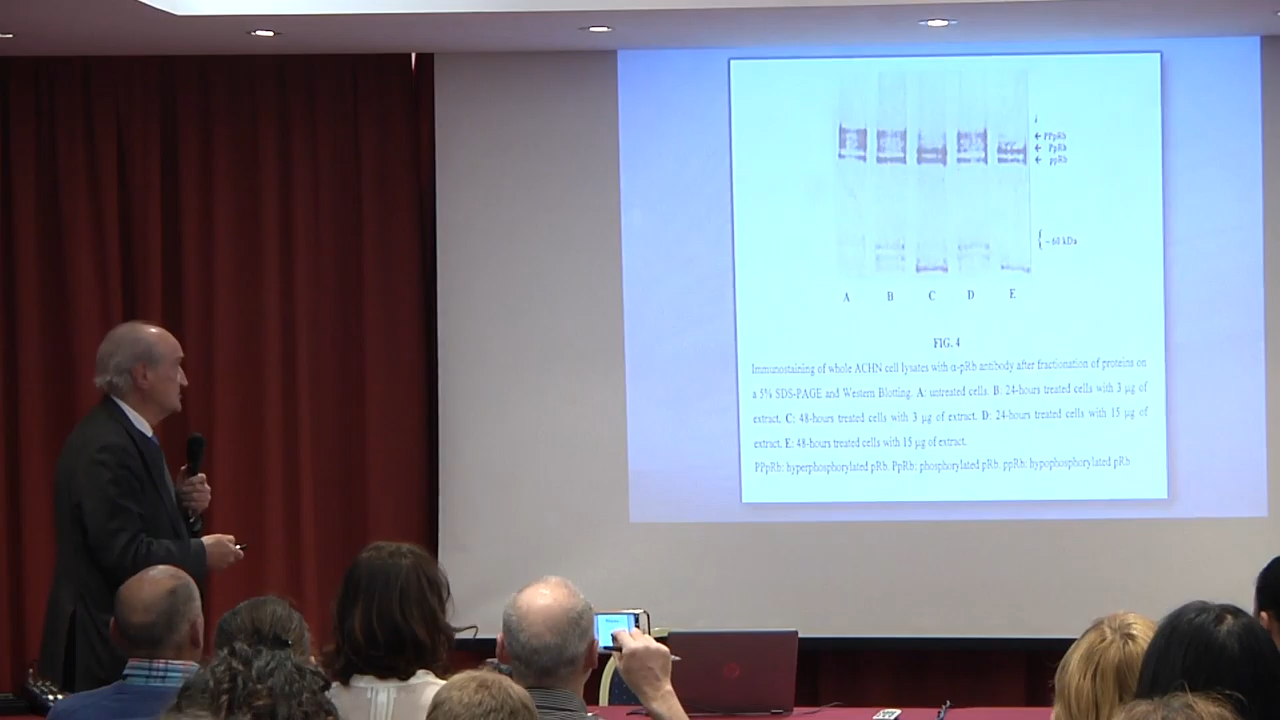 ← PPpRb
← PpRb
← ppRb
~ 60 kDa
A B C D E
FIG. 4
Immunostaining of whole ACHN cell lysates with α-pRb antibody after fractionation of proteins on
a 5% SDS-PAGE and Western Blotting. A: untreated cells. B: 24-hours treated cells with 3 μg of
extract. C: 48-hours treated cells with 3 μg of extract. D: 24-hours treated cells with 15 μg of
extract. E: 48-hours treated cells with 15 μg of extract.
PPpRb: hyperphosphorylated pRb. PpRb: phosphorylated pRb. ppRb: hypophosphorylated pRb